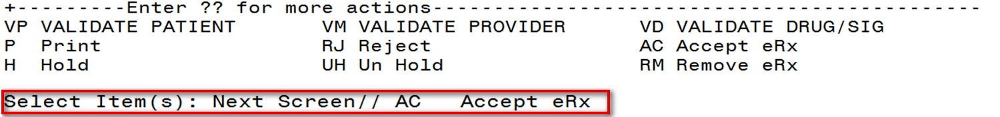 +---------Enter ?? for more actions----------------------------------------------
VP VALIDATE PATIENT       VM VALIDATE PROVIDER      VD VALIDATE DRUG/SIG
P  Print                  RJ Reject                 AC Accept eRx
H  Hold                   UH Un Hold                RM Remove eRx
Select Item(s): Next Screen// AC   Accept eRx